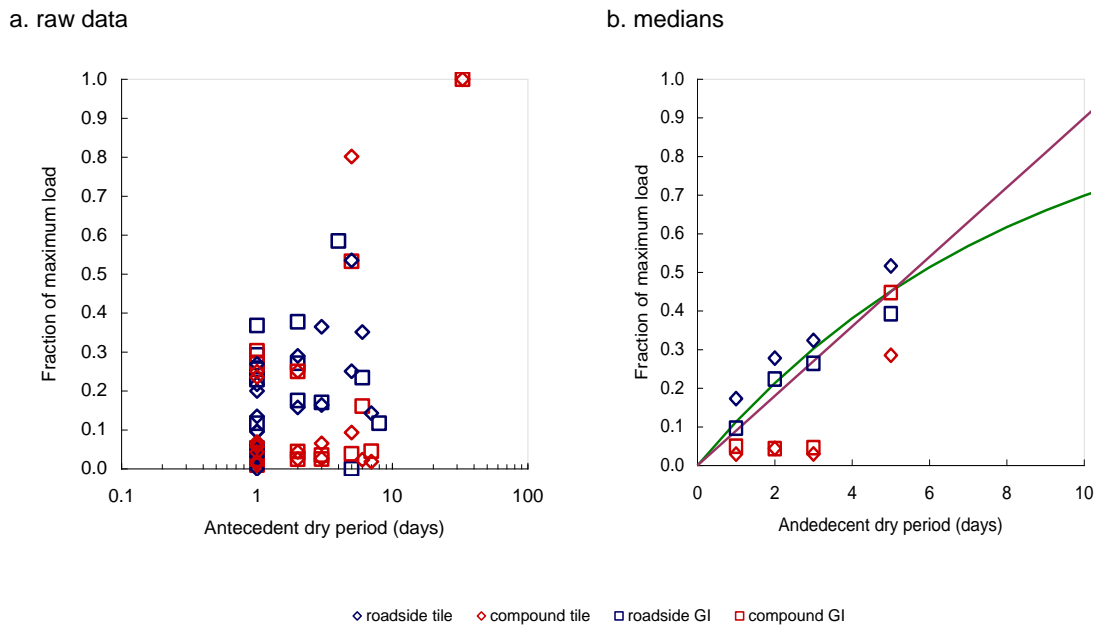 a. raw data
b. medians
1.0
0.9
0.8
0.7
0.6
0.5
0.4
0.3
0.2
0.1
0.0
Fraction of maximum load
0.1 1 10 100
Antecedent dry period (days)
1.0
0.9
0.8
0.7
0.6
0.5
0.4
0.3
0.2
0.1
0.0
Fraction of maximum load
0 2 4 6 8 10
Andedecent dry period (days)
roadside tile compound tile roadside GI compound GI